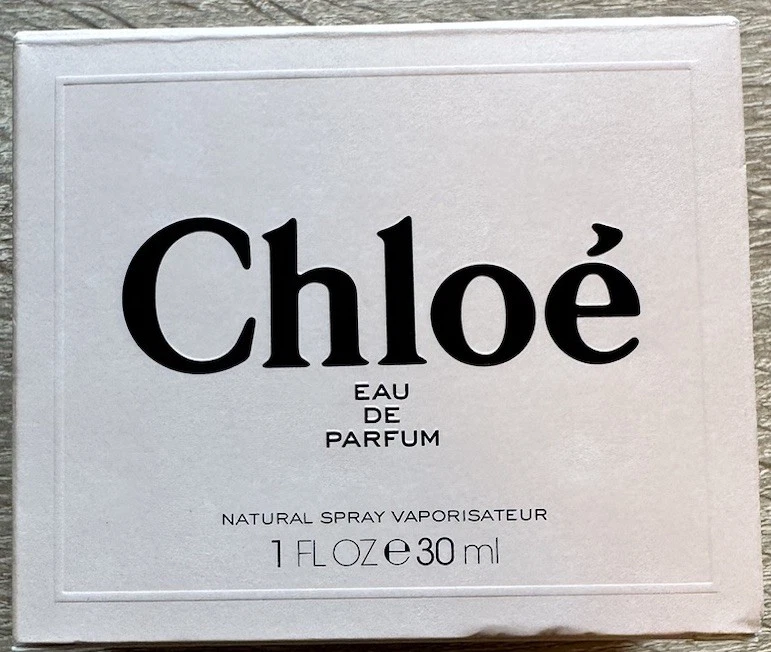 Chloé
EAU
DE
PARFUM
NATURAL SPRAY VAPORISATEUR
1 FL OZ ℮ 30 ml